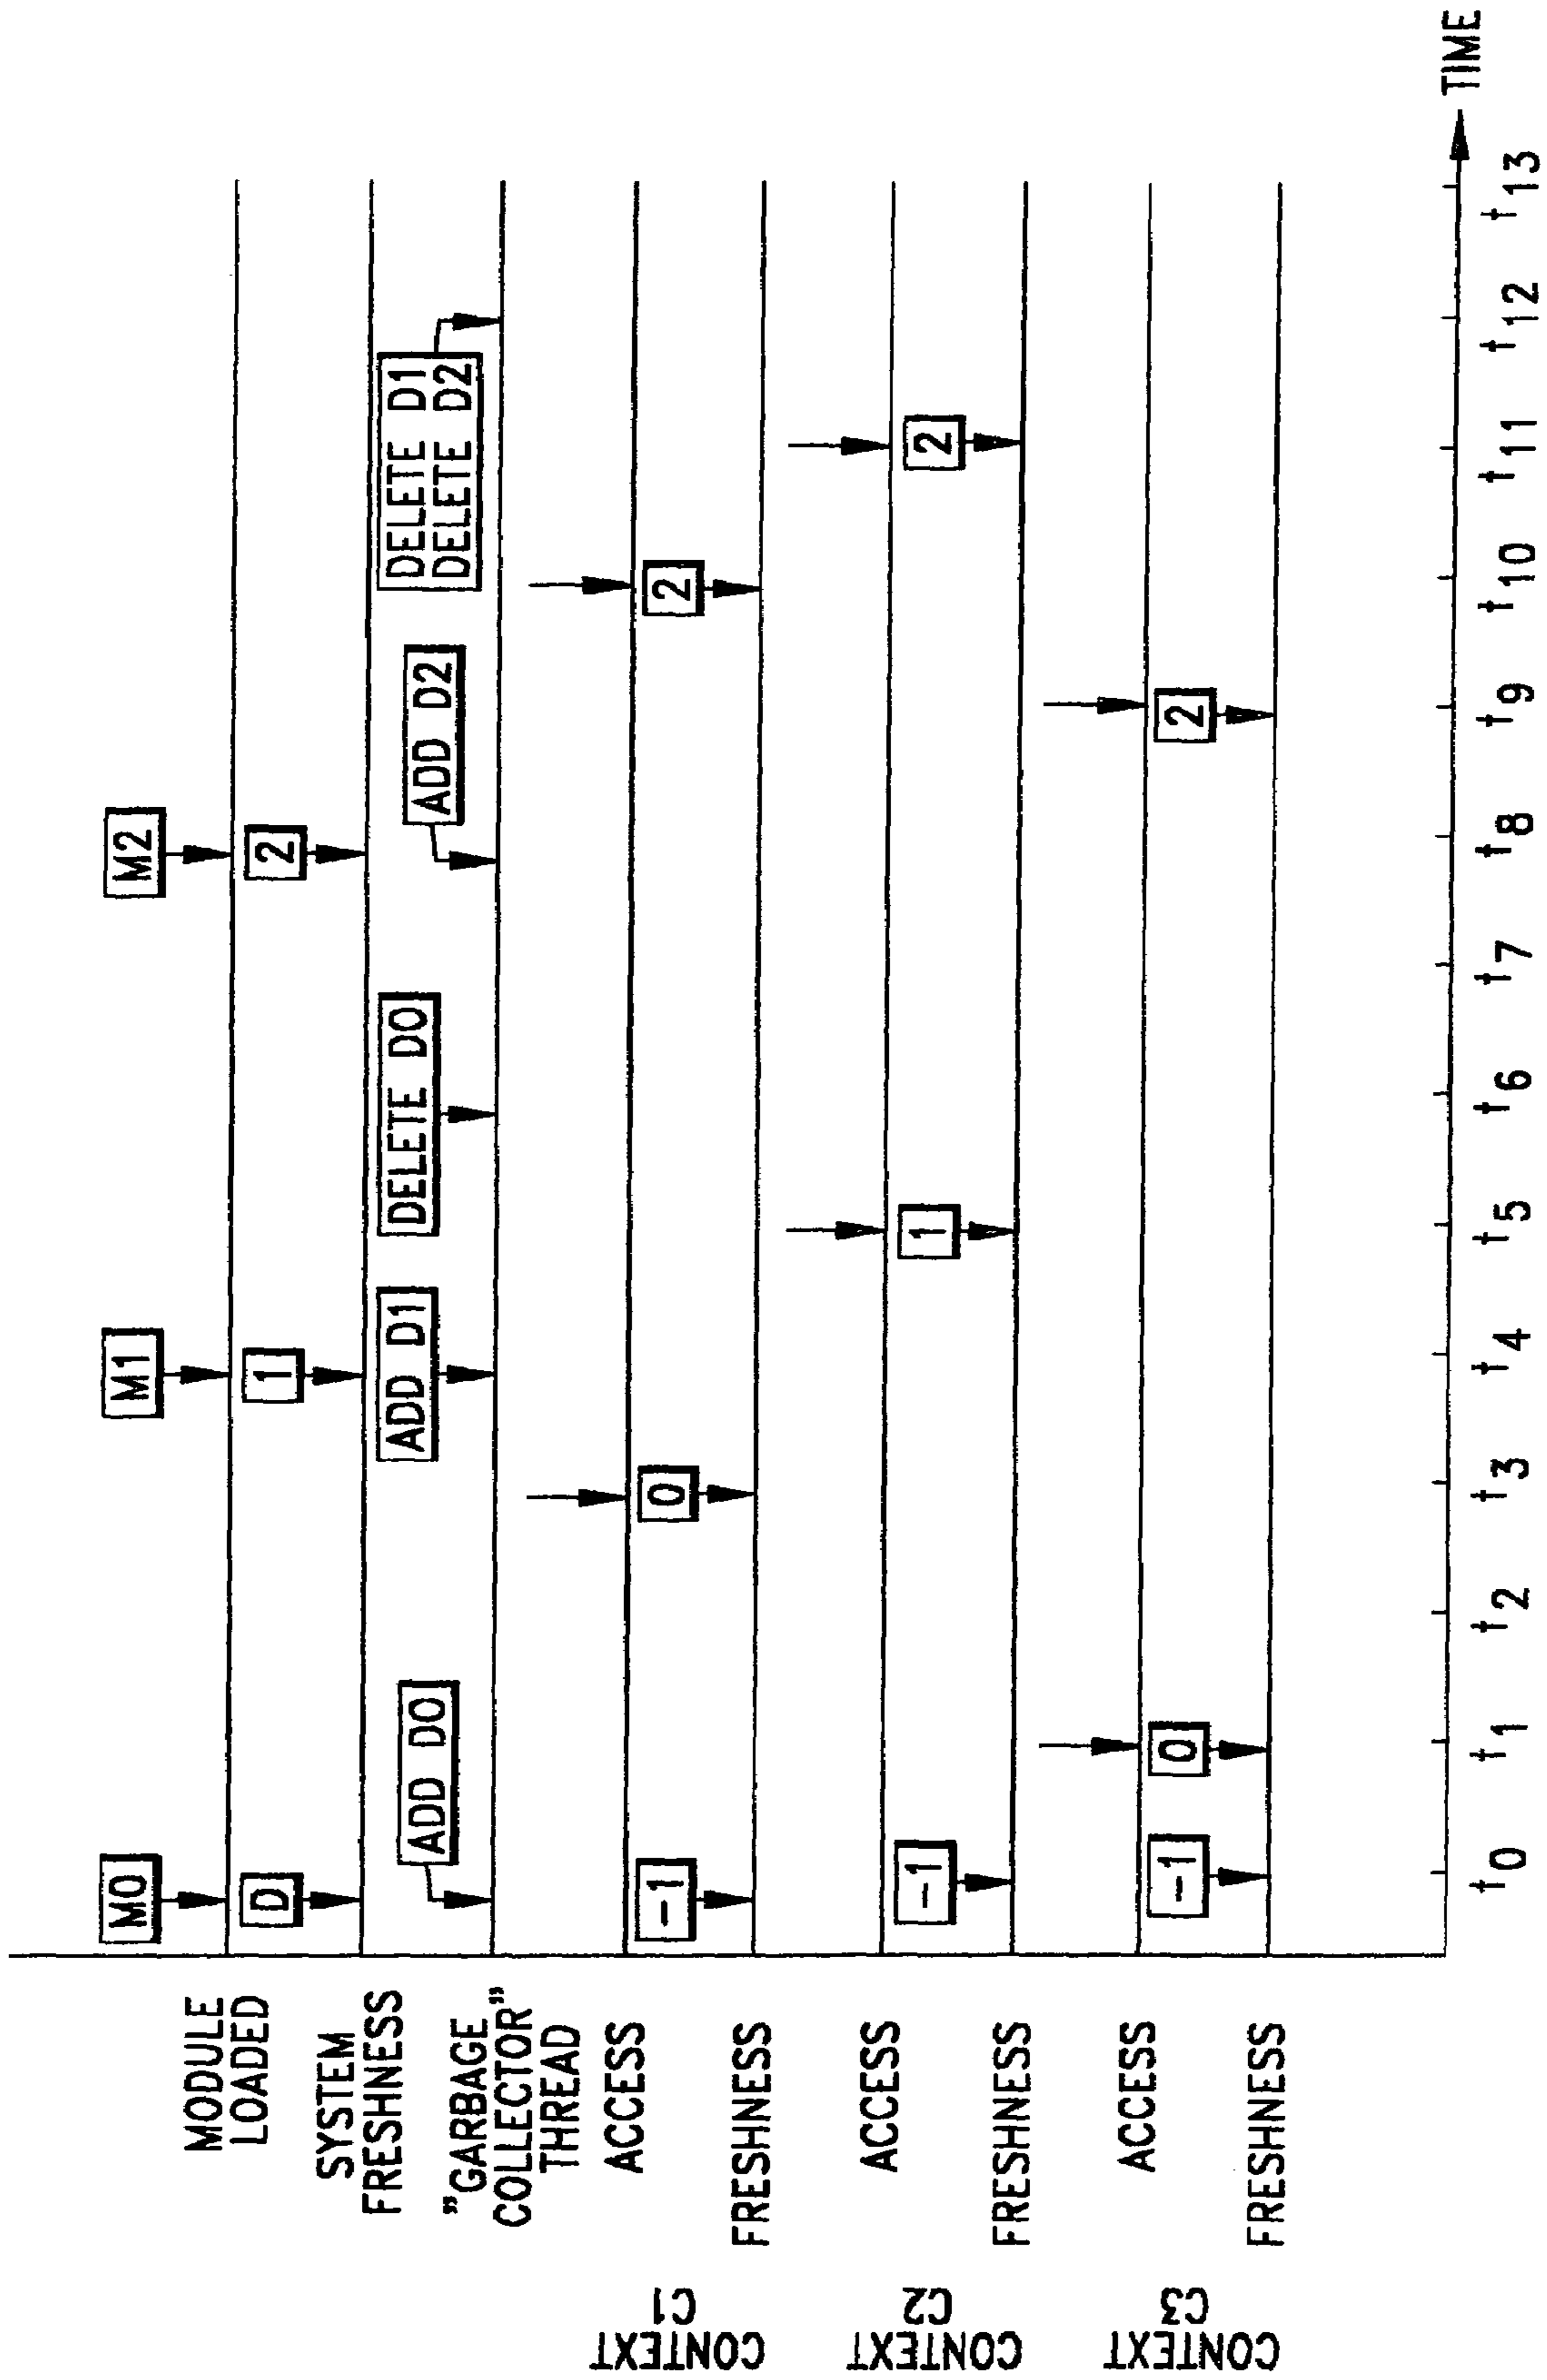 M0
M1
M2
MODULE
LOADED
D
1
2
SYSTEM
FRESHNESS
ADD D0
ADD D1
DELETE D0
ADD D2
DELETE D1
DELETE D2
"GARBAGE
COLLECTOR"
THREAD
CONTEXT
C1
ACCESS
-1
0
2
FRESHNESS
CONTEXT
C2
ACCESS
-1
1
2
FRESHNESS
CONTEXT
C3
ACCESS
-1
0
2
FRESHNESS
t0 t1 t2 t3 t4 t5 t6 t7 t8 t9 t10 t11 t12 t13
TIME